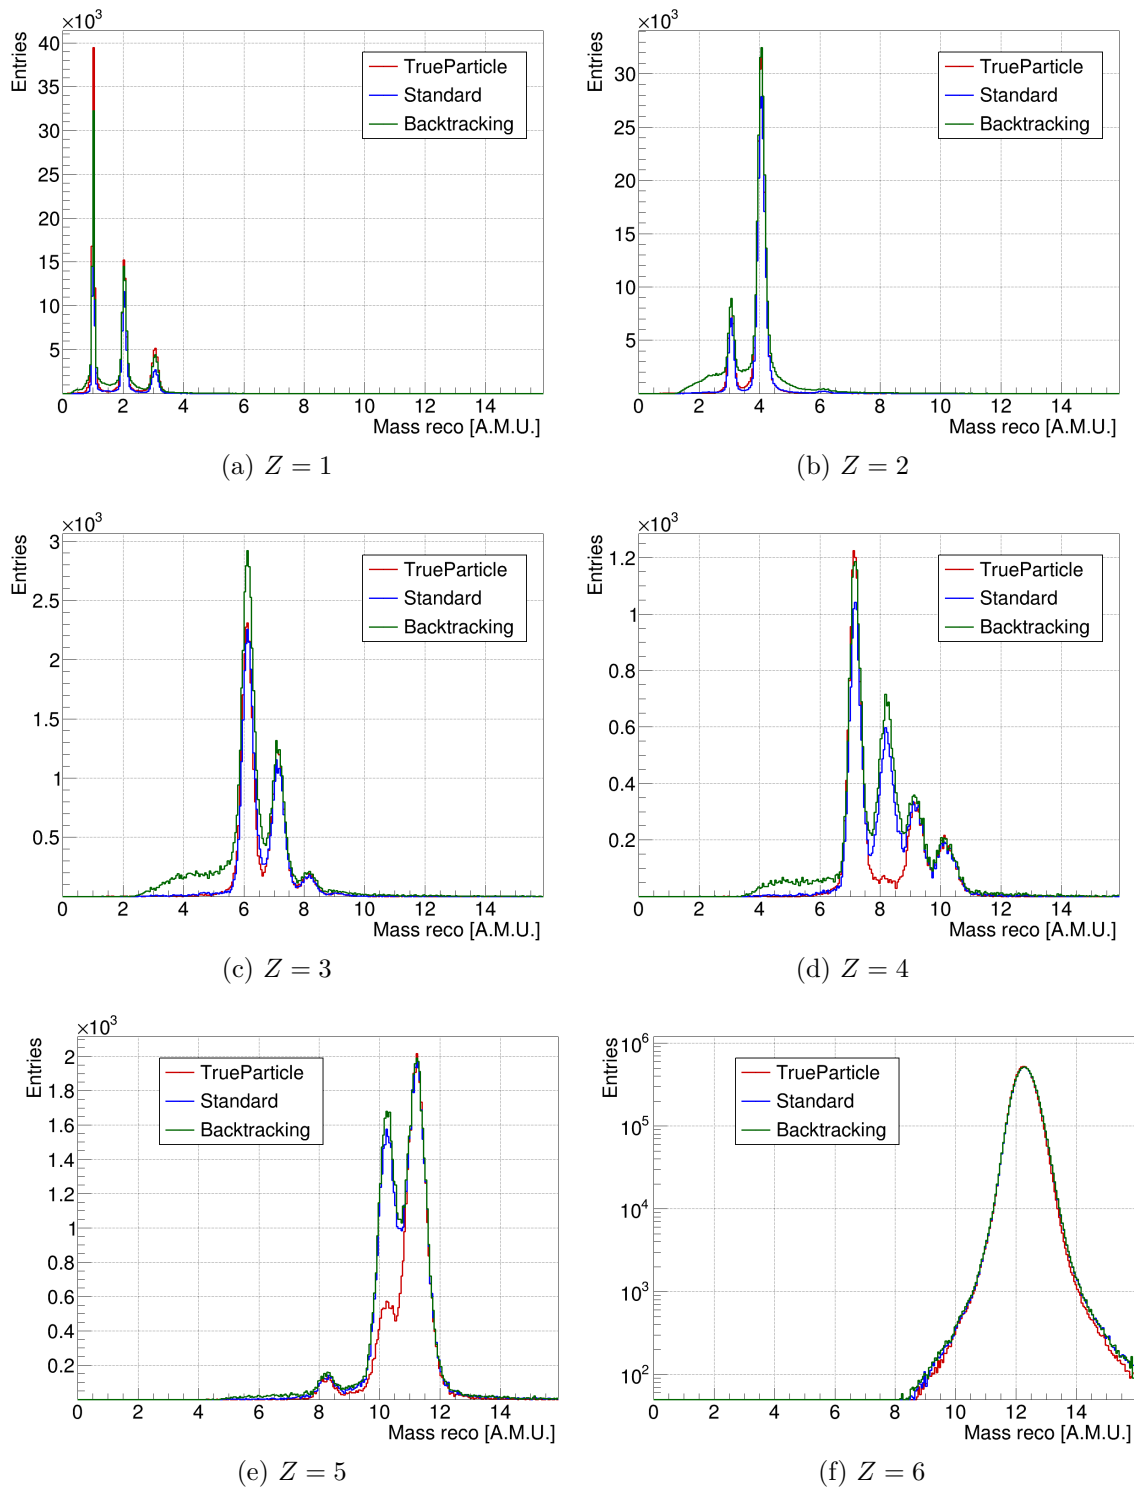 ×10³
Entries
40
35
30
25
20
15
10
5
TrueParticle
Standard
Backtracking
0 2 4 6 8 10 12 14
Mass reco [A.M.U.]
(a) Z = 1
×10³
Entries
30
25
20
15
10
5
TrueParticle
Standard
Backtracking
0 2 4 6 8 10 12 14
Mass reco [A.M.U.]
(b) Z = 2
×10³
Entries
3
2.5
2
1.5
1
0.5
TrueParticle
Standard
Backtracking
0 2 4 6 8 10 12 14
Mass reco [A.M.U.]
(c) Z = 3
×10³
Entries
1.2
1
0.8
0.6
0.4
0.2
TrueParticle
Standard
Backtracking
0 2 4 6 8 10 12 14
Mass reco [A.M.U.]
(d) Z = 4
×10³
Entries
2
1.8
1.6
1.4
1.2
1
0.8
0.6
0.4
0.2
TrueParticle
Standard
Backtracking
0 2 4 6 8 10 12 14
Mass reco [A.M.U.]
(e) Z = 5
Entries
10⁶
10⁵
10⁴
10³
10²
TrueParticle
Standard
Backtracking
0 2 4 6 8 10 12 14
Mass reco [A.M.U.]
(f) Z = 6